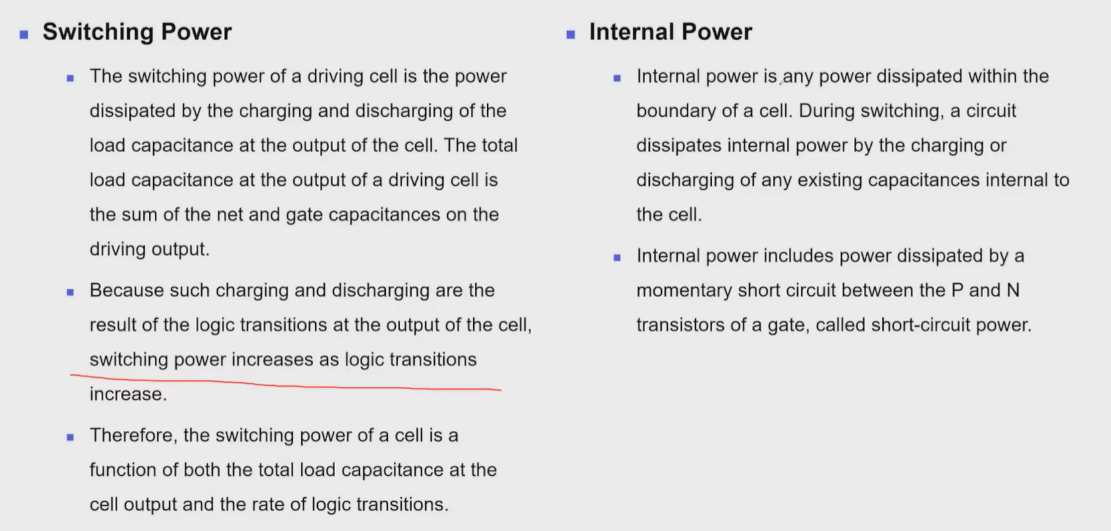 Switching Power
The switching power of a driving cell is the power
dissipated by the charging and discharging of the
load capacitance at the output of the cell. The total
load capacitance at the output of a driving cell is
the sum of the net and gate capacitances on the
driving output.
Because such charging and discharging are the
result of the logic transitions at the output of the cell,
switching power increases as logic transitions
increase.
Therefore, the switching power of a cell is a
function of both the total load capacitance at the
cell output and the rate of logic transitions.
Internal Power
Internal power is any power dissipated within the
boundary of a cell. During switching, a circuit
dissipates internal power by the charging or
discharging of any existing capacitances internal to
the cell.
Internal power includes power dissipated by a
momentary short circuit between the P and N
transistors of a gate, called short-circuit power.